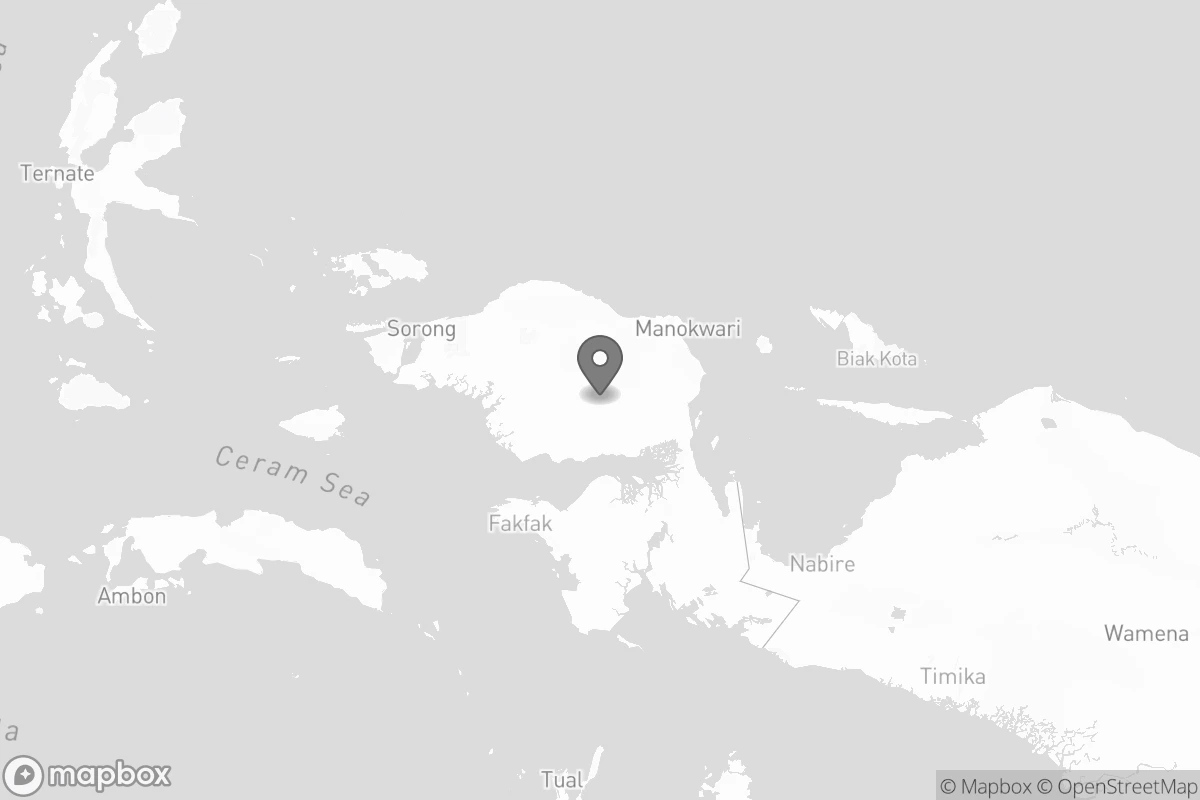 Ternate
Sorong
Manokwari
Biak Kota
Ceram Sea
Fakfak
Nabire
Ambon
Wamena
Timika
Tual
mapbox
© Mapbox © OpenStreetMap